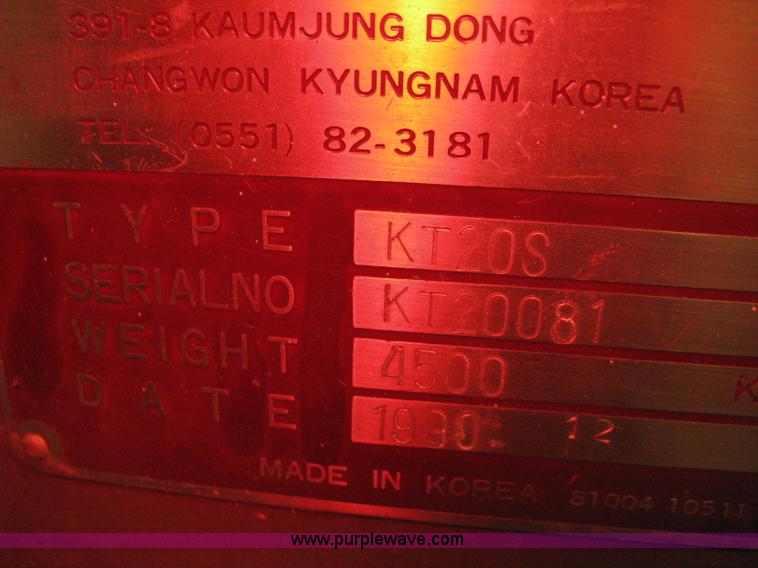 391-8 KAUMJUNG DONG
CHANGWON KYUNGNAM KOREA
TEL: (0551) 82-3181
TYPE KT20S
SERIALNO KT20081
WEIGHT 4500 K
DATE 1990: 12
MADE IN KOREA 81004 10511
www.purplewave.com